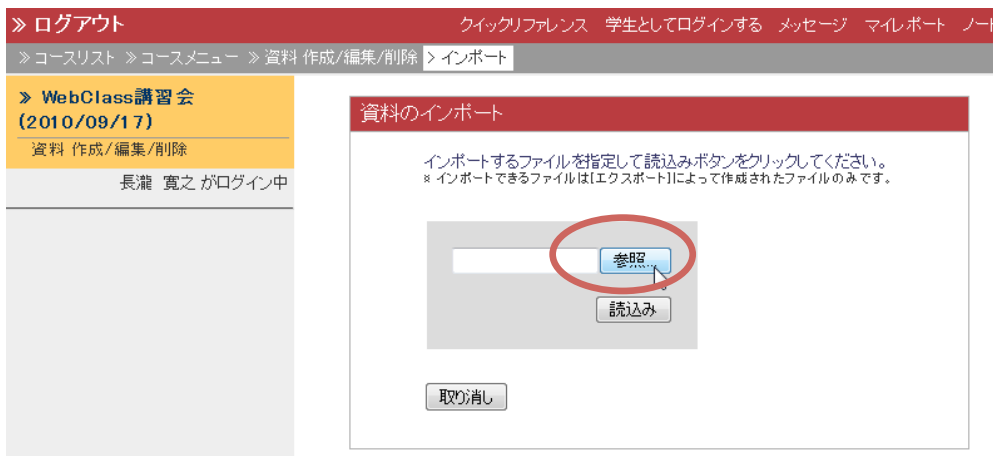 ≫ ログアウト
クイックリファレンス 学生としてログインする メッセージ マイレポート ノート
≫コースリスト ≫コースメニュー ≫資料 作成/編集/削除 > インポート
≫ WebClass講習会
(2010/09/17)
資料 作成/編集/削除
長瀧 寛之 がログイン中
資料のインポート
インポートするファイルを指定して読込みボタンをクリックしてください。
※ インポートできるファイルは[エクスポート]によって作成されたファイルのみです。
参照...
読込み
取り消し